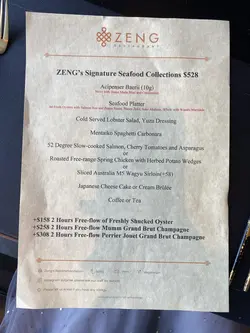 ZENG
RESTAURANT
ZENG's Signature Seafood Collections $528
Acipenser Baerii (10g)
Seafood Platter
Cold Served Lobster Salad, Yuzu Dressing
Mentaiko Spaghetti Carbonara
52 Degree Slow-cooked Salmon, Cherry Tomatoes and Asparagus
or
Roasted Free-range Spring Chicken with Herbed Potato Wedges
or
Sliced Australia M5 Wagyu Sirloin
Japanese Cheese Cake or Cream Brulee
Coffee or Tea
+$158 2 Hours Free-flow of Freshly Shucked Oyster
+$258 2 Hours Free-flow Mumm Grand Brut Champagne
+$308 2 Hours Free-flow Perrier Jouet Grand Brut Champagne